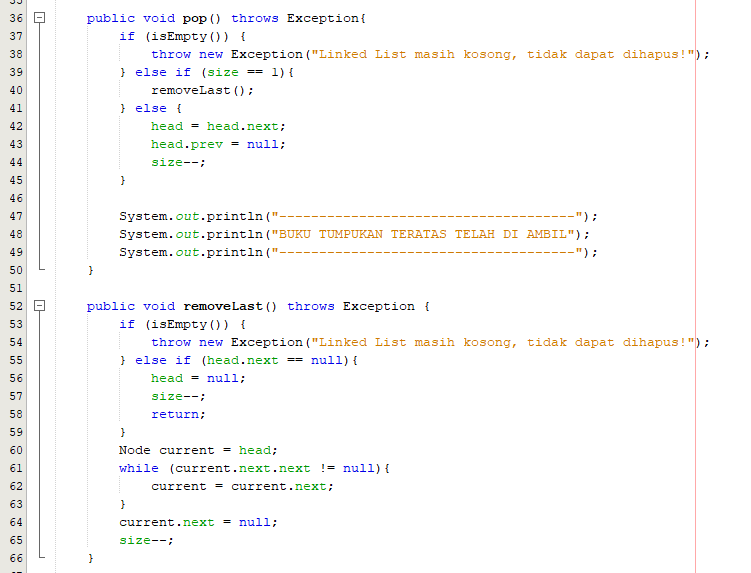 36 public void pop() throws Exception{
37 if (isEmpty()) {
38 throw new Exception("Linked List masih kosong, tidak dapat dihapus!");
39 } else if (size == 1){
40 removeLast();
41 } else {
42 head = head.next;
43 head.prev = null;
44 size--;
45 }
46
47 System.out.println("-------------------------------------");
48 System.out.println("BUKU TUMPUKAN TERATAS TELAH DI AMBIL");
49 System.out.println("-------------------------------------");
50 }
51
52 public void removeLast() throws Exception {
53 if (isEmpty()) {
54 throw new Exception("Linked List masih kosong, tidak dapat dihapus!");
55 } else if (head.next == null){
56 head = null;
57 size--;
58 return;
59 }
60 Node current = head;
61 while (current.next.next != null){
62 current = current.next;
63 }
64 current.next = null;
65 size--;
66 }